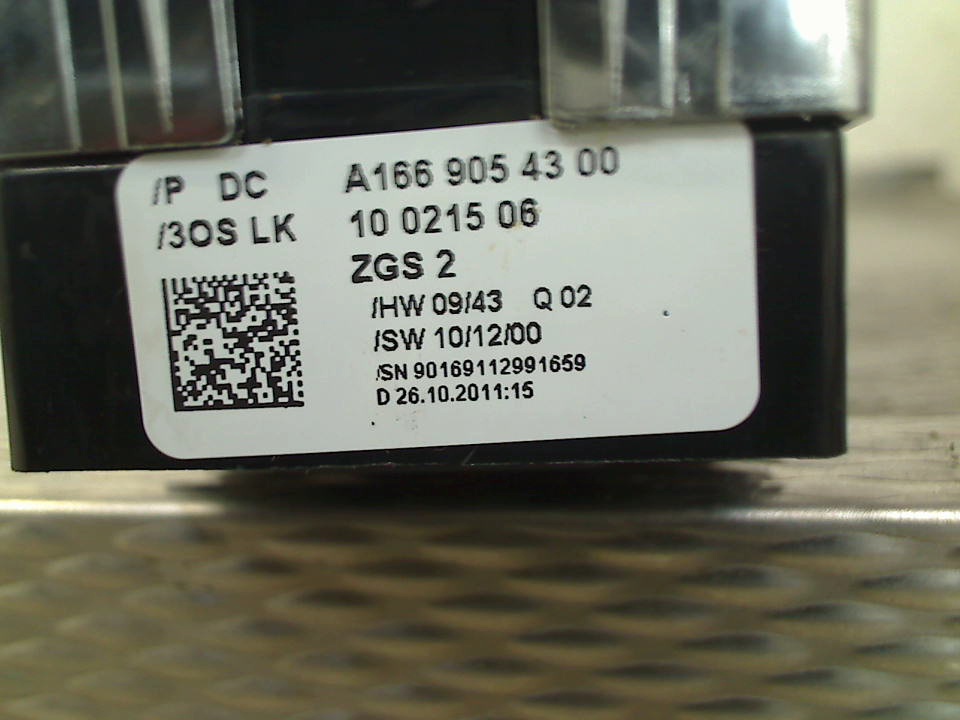 /P DC A166 905 43 00
/3OS LK 10 0215 06
ZGS 2
/HW 09/43 Q 02
/SW 10/12/00
/SN 90169112991659
D 26.10.2011:15